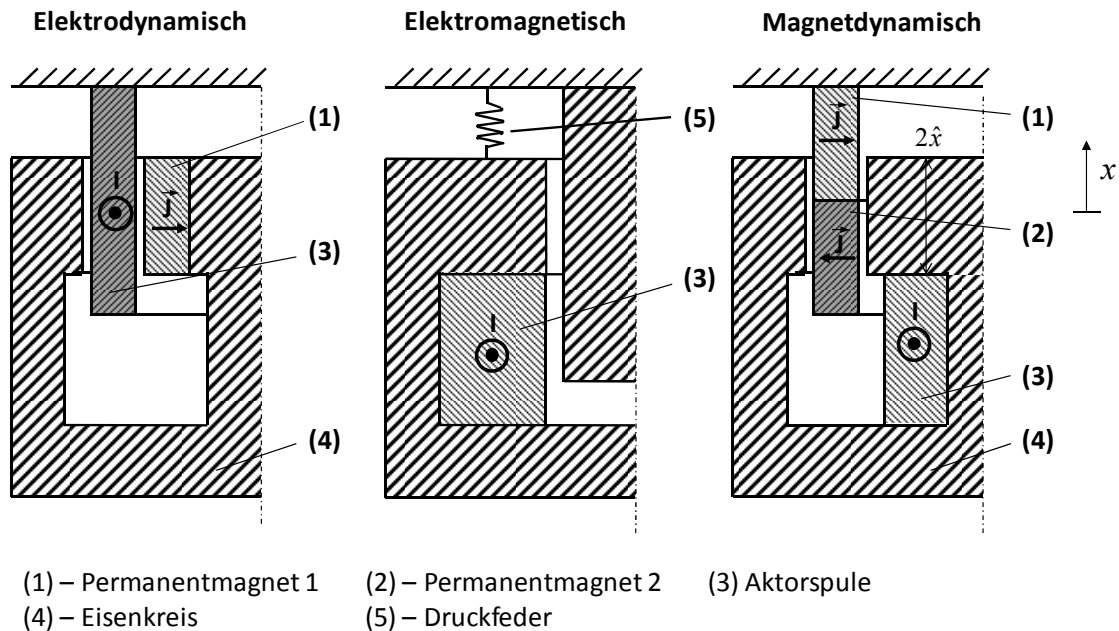 Elektrodynamisch
Elektromagnetisch
Magnetdynamisch
(1)
I
J
(3)
(4)
(5)
(3)
I
J
2x̂
(1)
x
J
(2)
I
(3)
(4)
(1) – Permanentmagnet 1
(2) – Permanentmagnet 2
(3) Aktorspule
(4) – Eisenkreis
(5) – Druckfeder